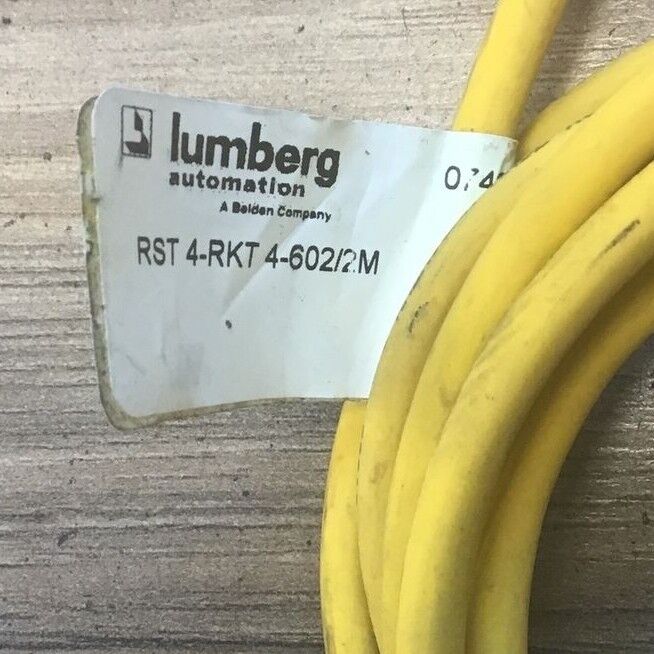 lumberg
automation
A Belden Company
RST 4-RKT 4-602/2M